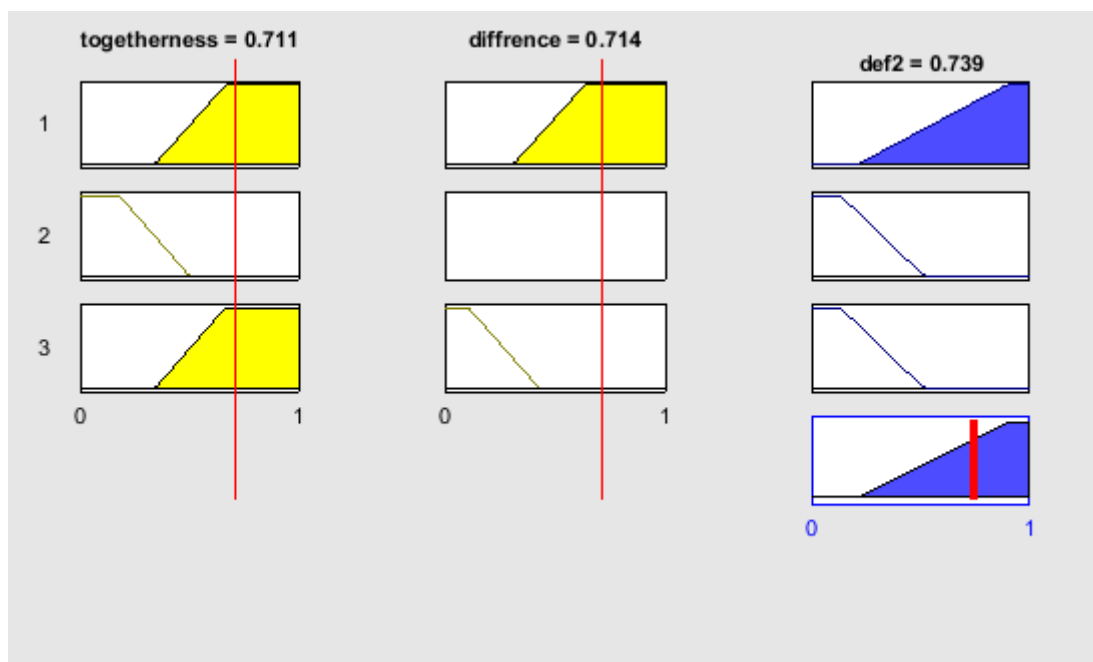 togetherness = 0.711
diffrence = 0.714
def2 = 0.739
1
2
3
0 1
0 1
0 1